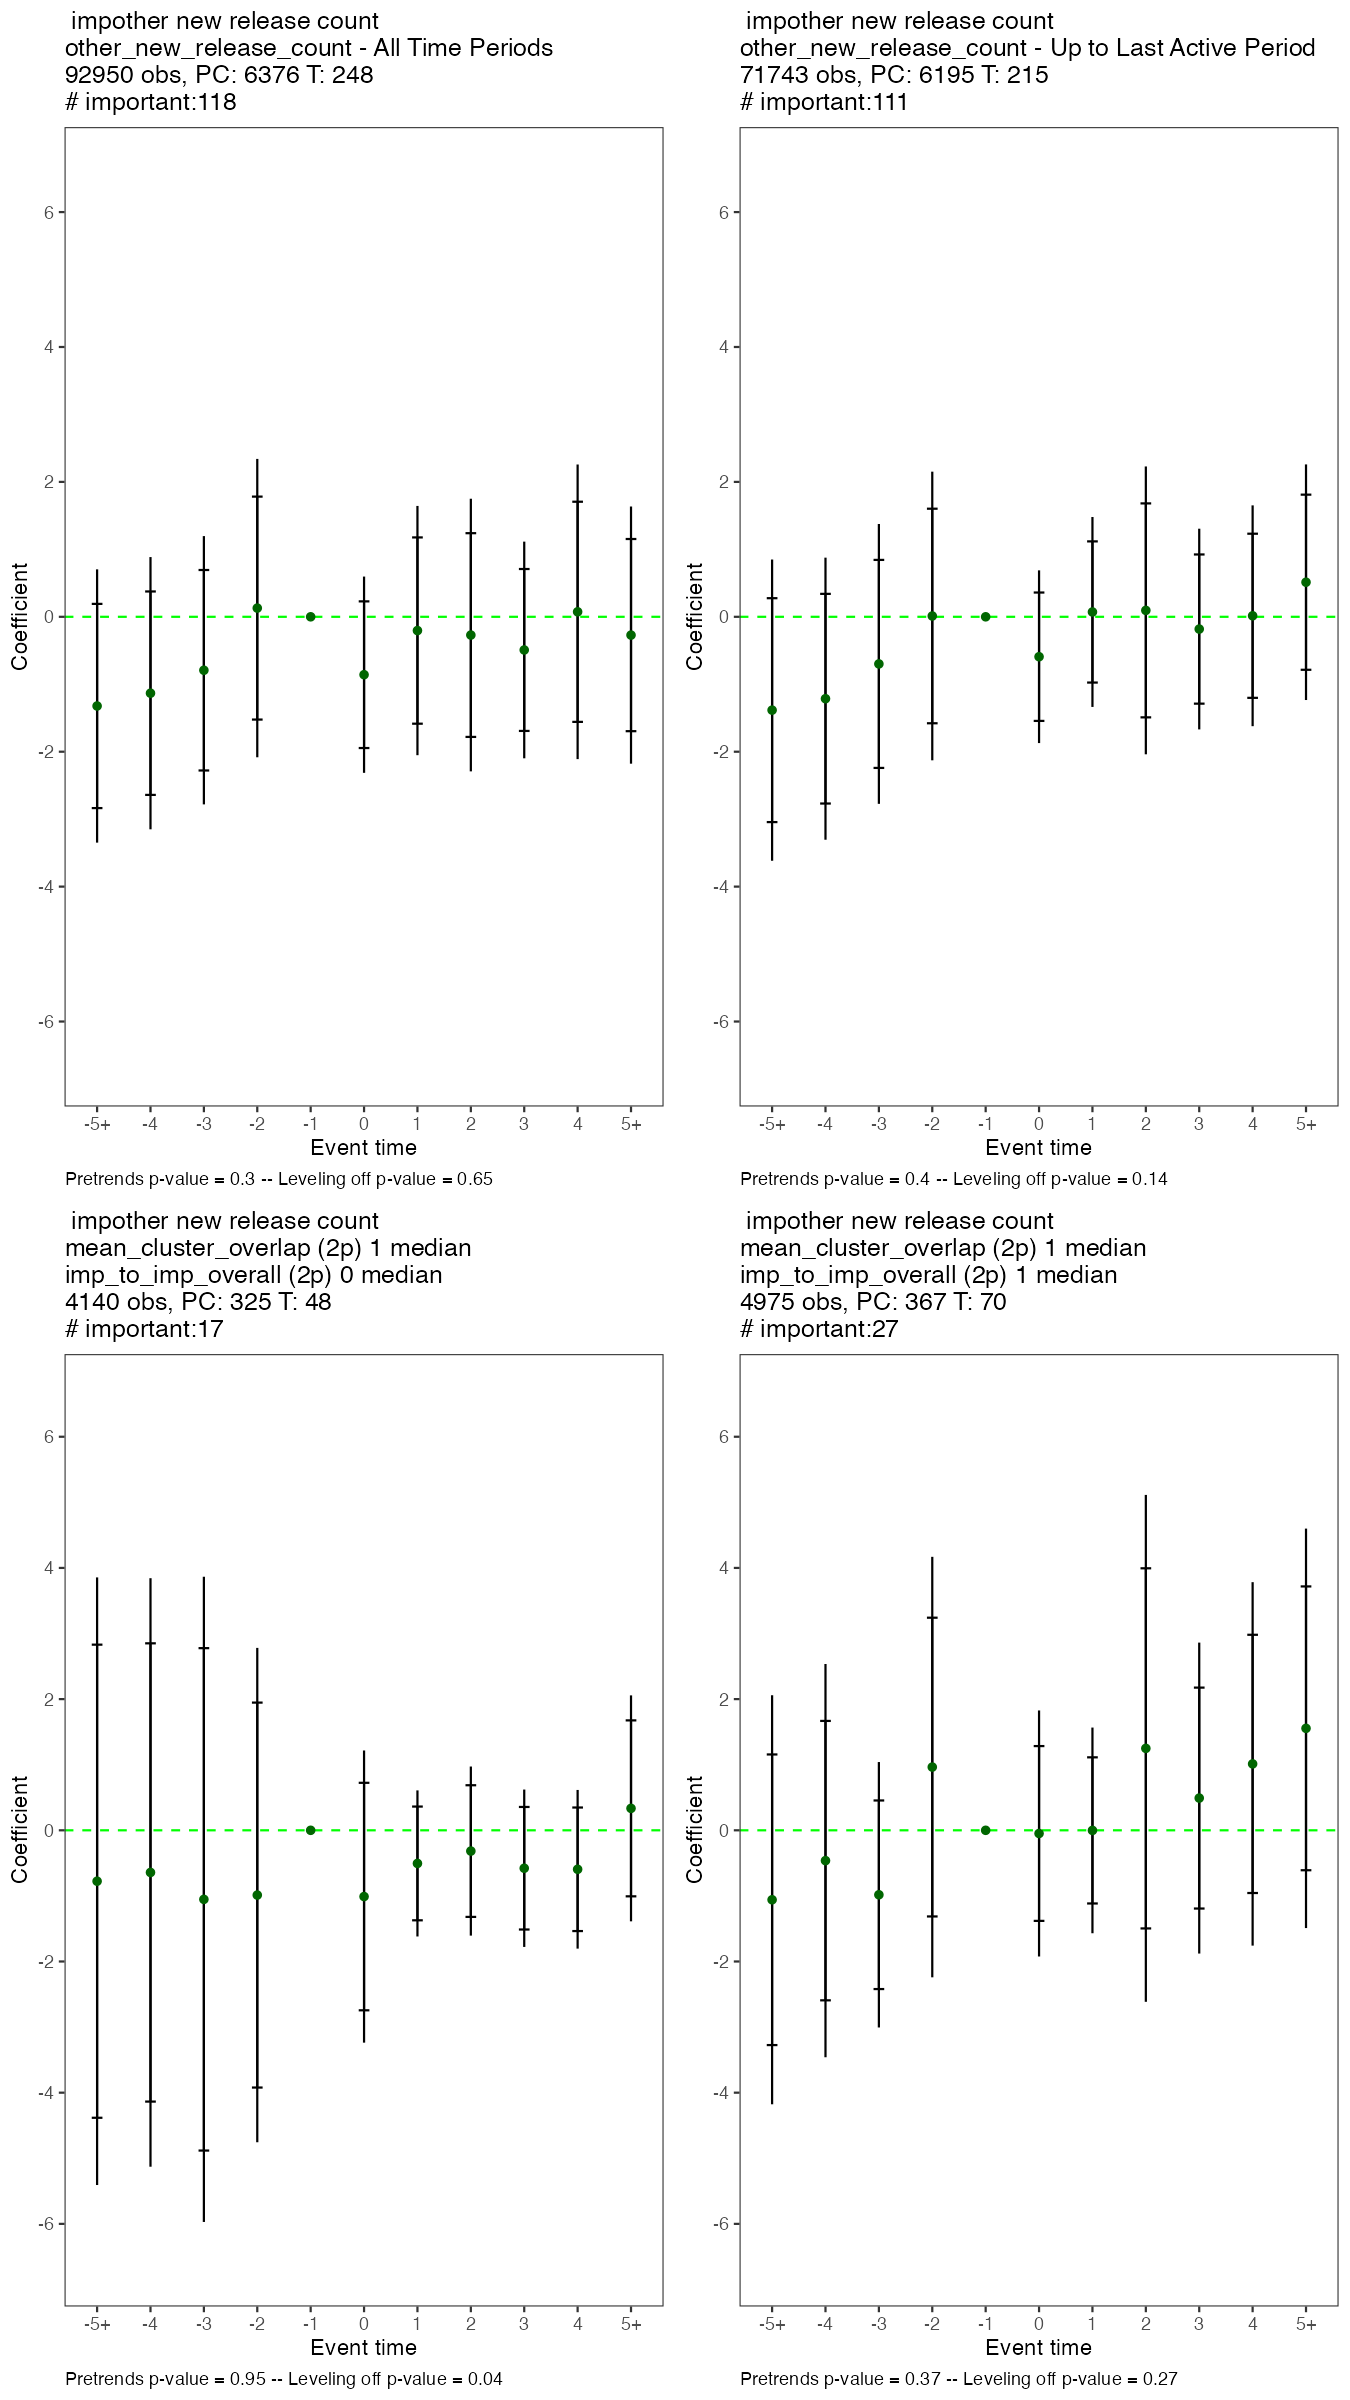 impother new release count
other_new_release_count - All Time Periods
92950 obs, PC: 6376 T: 248
# important:118
Coefficient
6
4
2
0
-2
-4
-6
-5+ -4 -3 -2 -1 0 1 2 3 4 5+
Event time
Pretrends p-value = 0.3 -- Leveling off p-value = 0.65
impother new release count
other_new_release_count - Up to Last Active Period
71743 obs, PC: 6195 T: 215
# important:111
Coefficient
6
4
2
0
-2
-4
-6
-5+ -4 -3 -2 -1 0 1 2 3 4 5+
Event time
Pretrends p-value = 0.4 -- Leveling off p-value = 0.14
impother new release count
mean_cluster_overlap (2p) 1 median
imp_to_imp_overall (2p) 0 median
4140 obs, PC: 325 T: 48
# important:17
Coefficient
6
4
2
0
-2
-4
-6
-5+ -4 -3 -2 -1 0 1 2 3 4 5+
Event time
Pretrends p-value = 0.95 -- Leveling off p-value = 0.04
impother new release count
mean_cluster_overlap (2p) 1 median
imp_to_imp_overall (2p) 1 median
4975 obs, PC: 367 T: 70
# important:27
Coefficient
6
4
2
0
-2
-4
-6
-5+ -4 -3 -2 -1 0 1 2 3 4 5+
Event time
Pretrends p-value = 0.37 -- Leveling off p-value = 0.27